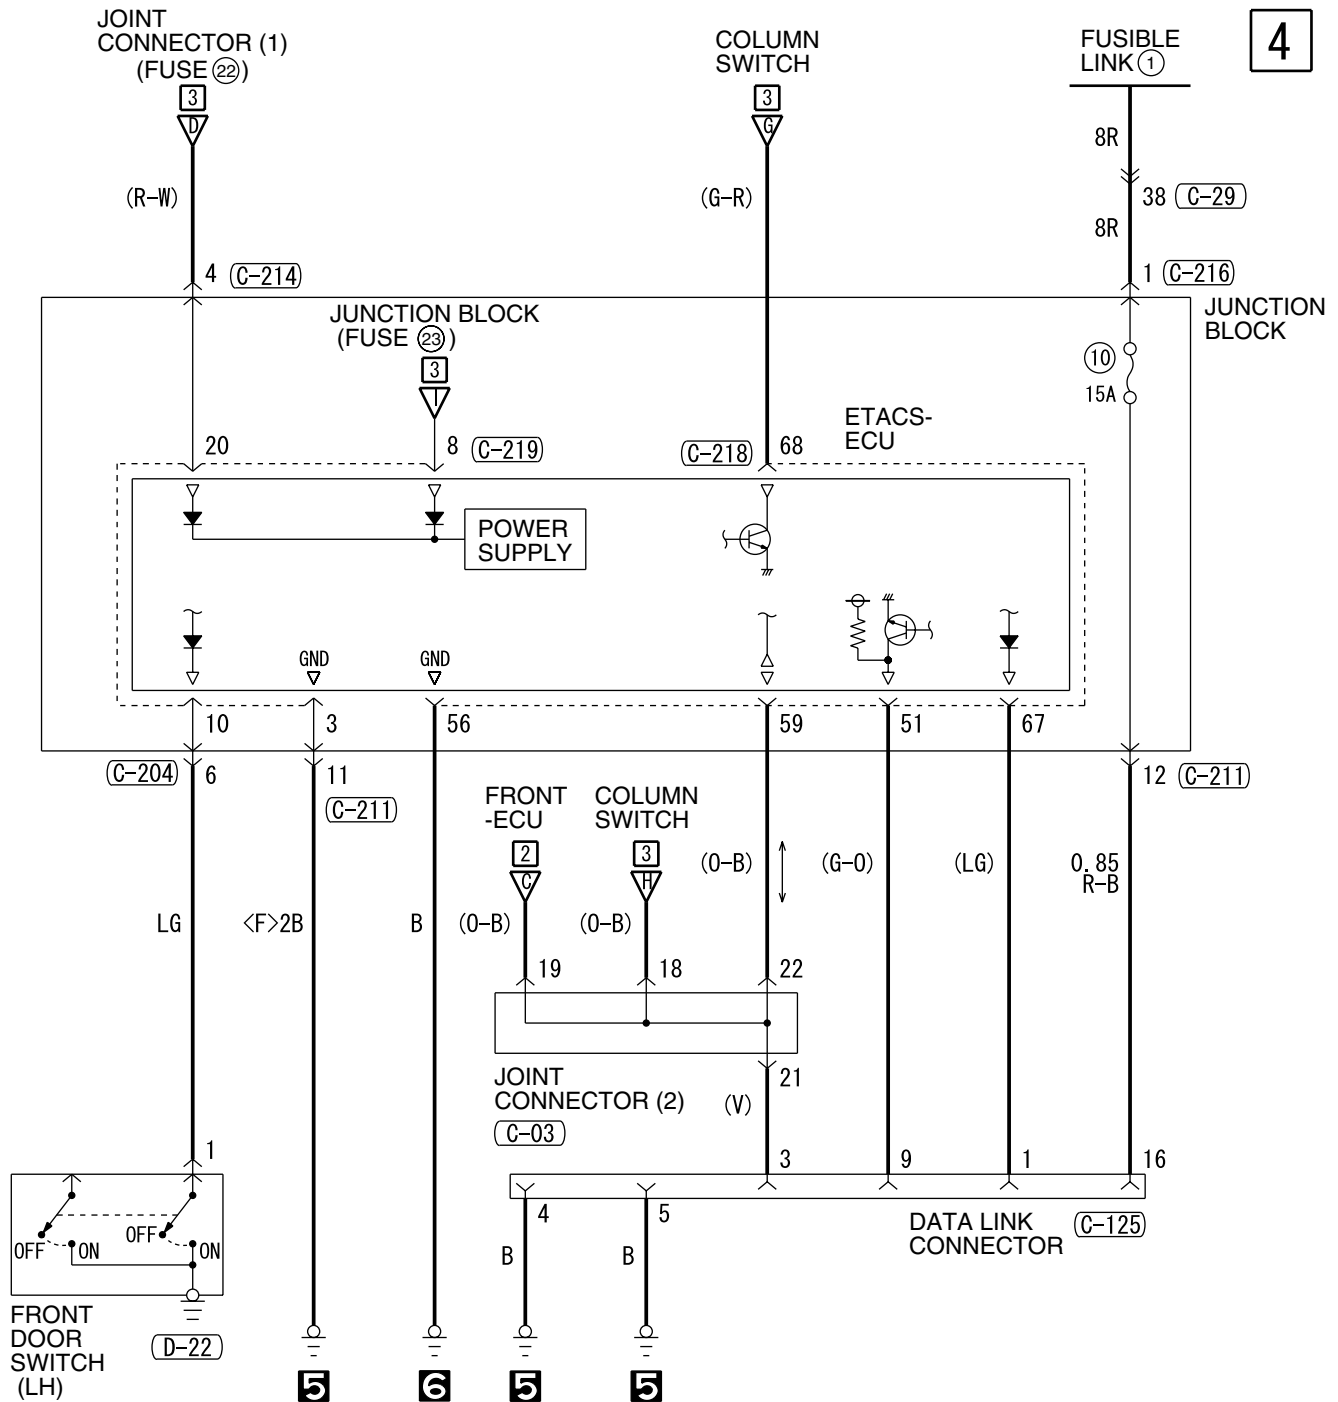 JOINT
CONNECTOR (1)
(FUSE 22)
3
D
(R-W)
4 C-214
COLUMN
SWITCH
3
G
(G-R)
FUSIBLE
LINK 1
4
8R
38 C-29
8R
1 C-216
JUNCTION
BLOCK
JUNCTION BLOCK
(FUSE 23)
3
I
10
15A
ETACS-
ECU
20
8 C-219
C-218 68
POWER
SUPPLY
GND
GND
10
3
56
59
51
67
C-204 6
11
C-211
12 C-211
FRONT
-ECU
2
C
COLUMN
SWITCH
3
H
(O-B)
(G-O)
(LG)
0.85
R-B
LG
<F>2B
B
(O-B)
(O-B)
19
18
22
JOINT
CONNECTOR (2)
C-03
21
(V)
1
3
9
1
16
OFF
ON
OFF
ON
4
5
DATA LINK
CONNECTOR
C-125
B
B
FRONT
DOOR
SWITCH
(LH)
D-22
5
6
5
5